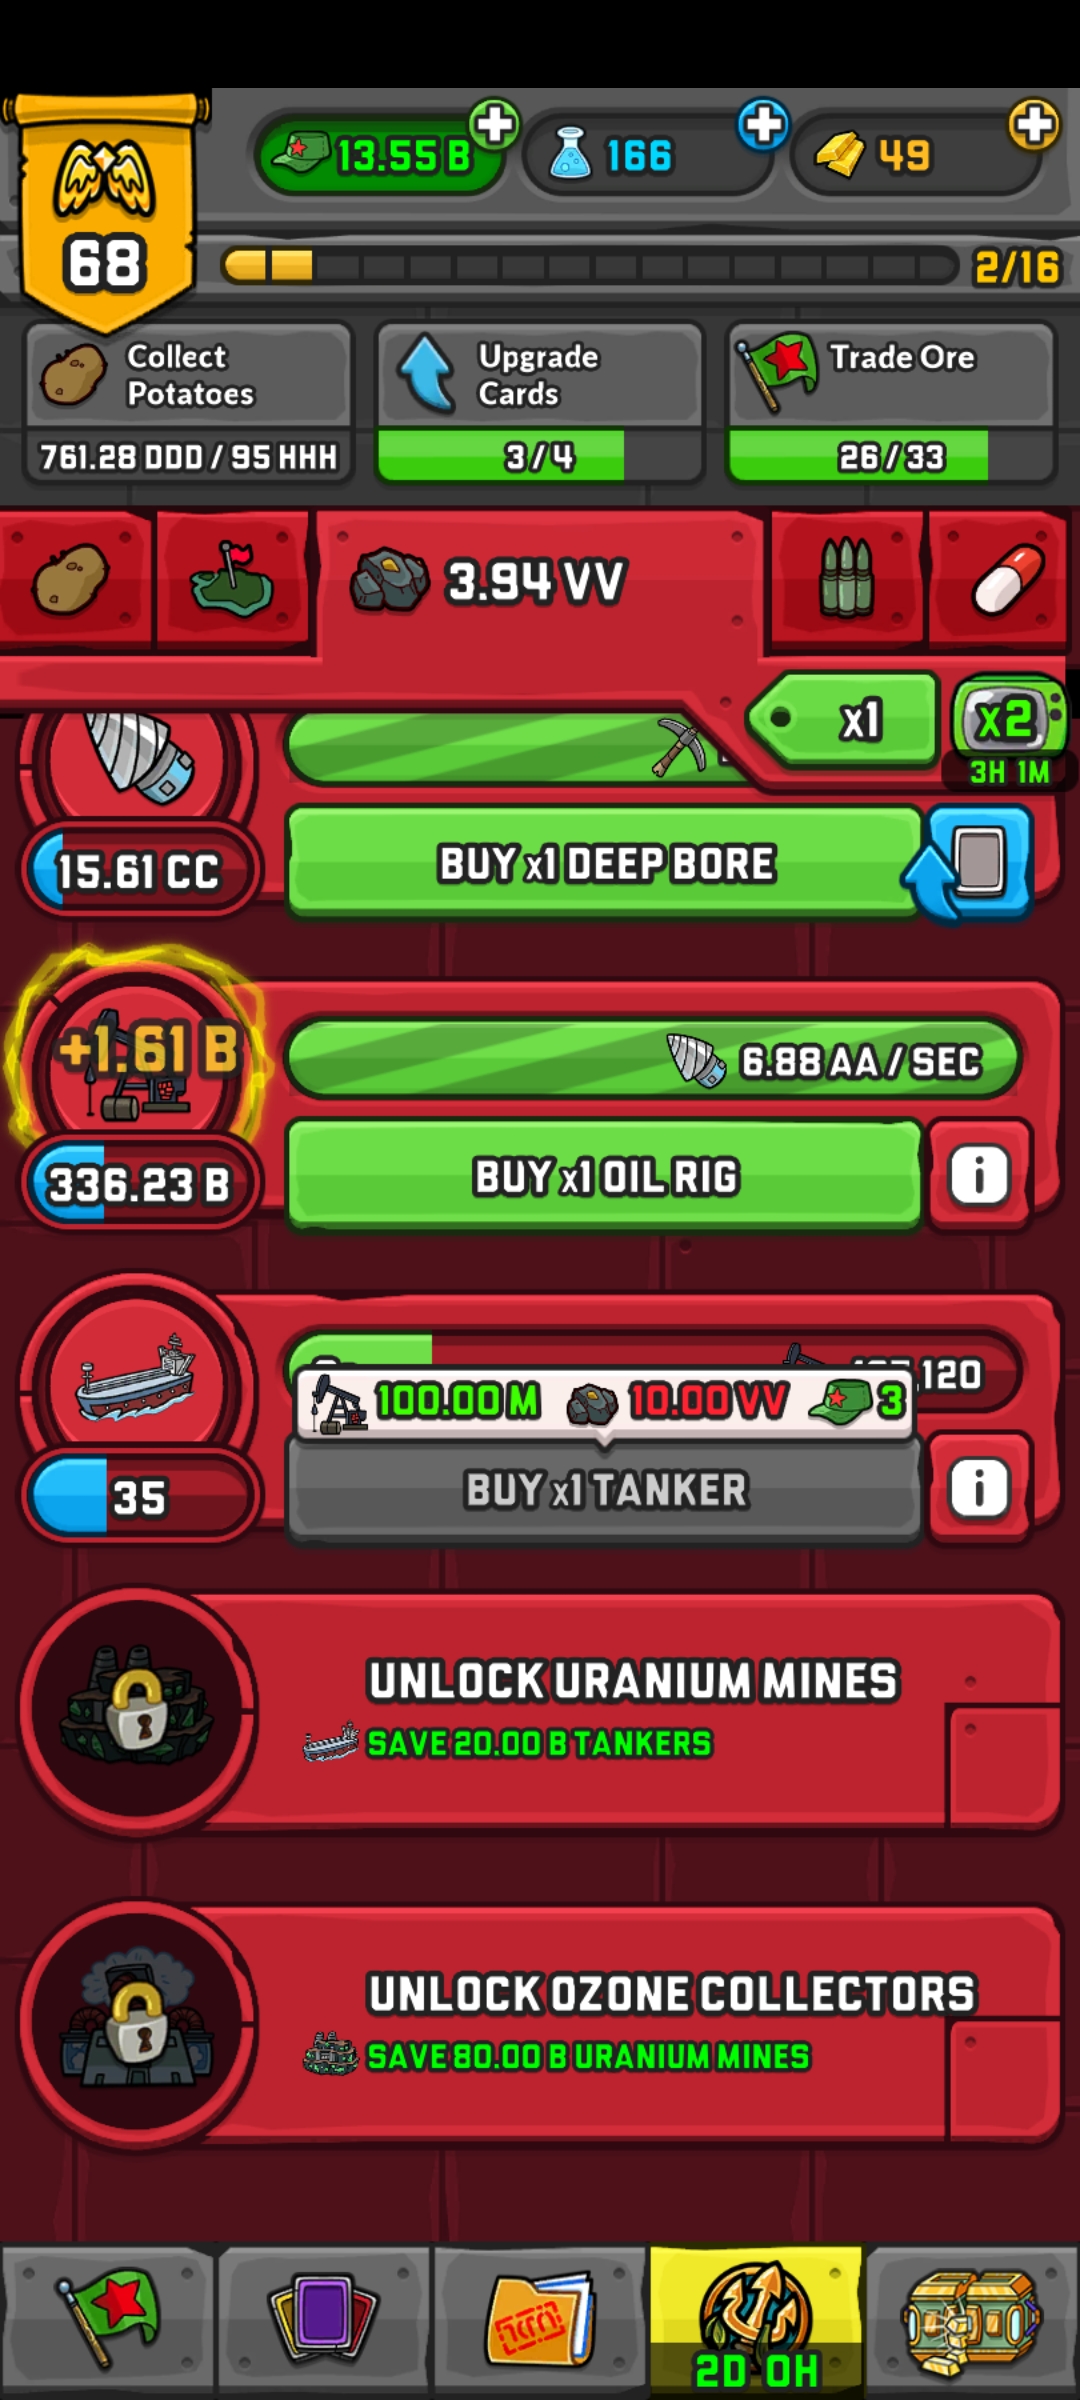 13.55 B
166
49
68
2/16
Collect
Potatoes
Upgrade
Cards
Trade Ore
761.28 DDD / 95 HHH
3/4
26/33
3.94 VV
x1
x2
3H 1M
15.61 CC
BUY x1 DEEP BORE
+1.61 B
6.88 AA / SEC
336.23 B
BUY x1 OIL RIG
,120
100.00 M
10.00 VV
3
35
BUY x1 TANKER
UNLOCK URANIUM MINES
SAVE 20.00 B TANKERS
UNLOCK OZONE COLLECTORS
SAVE 80.00 B URANIUM MINES
2D 0H